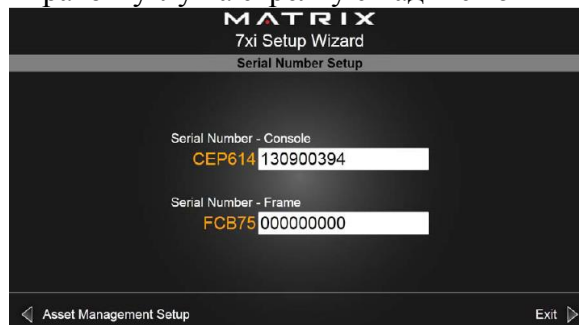 MATRIX
7xi Setup Wizard
Serial Number Setup
Serial Number - Console
CEP614 130900394
Serial Number - Frame
FCB75 000000000
Asset Management Setup
Exit